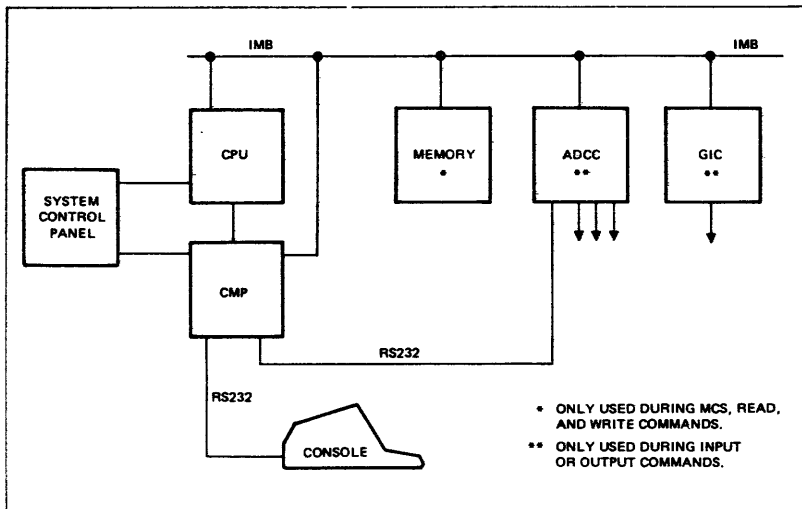 IMB
IMB
CPU
MEMORY
*
ADCC
**
GIC
**
SYSTEM
CONTROL
PANEL
CMP
RS232
RS232
CONSOLE
* ONLY USED DURING MCS, READ,
AND WRITE COMMANDS.
** ONLY USED DURING INPUT
OR OUTPUT COMMANDS.